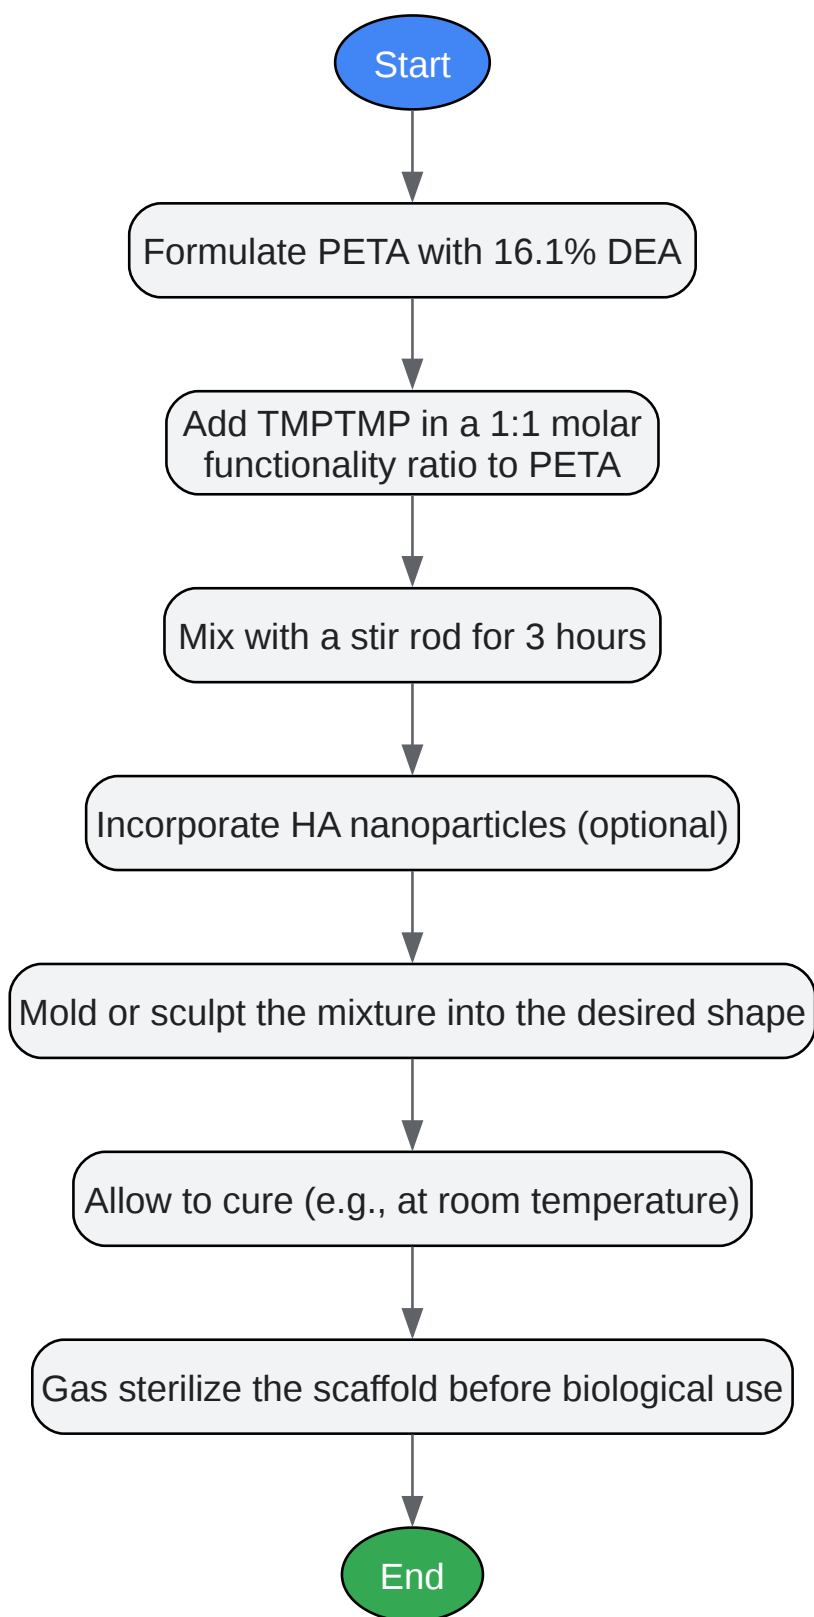 Start
Formulate PETA with 16.1% DEA
Add TMPTMP in a 1:1 molar
functionality ratio to PETA
Mix with a stir rod for 3 hours
Incorporate HA nanoparticles (optional)
Mold or sculpt the mixture into the desired shape
Allow to cure (e.g., at room temperature)
Gas sterilize the scaffold before biological use
End